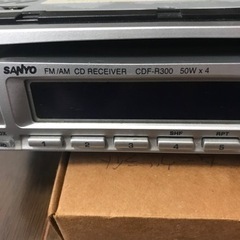 SANYO FM/AM CD RECEIVER CDF-R300 50W x 4
SHF RPT
1 2 3 4 5